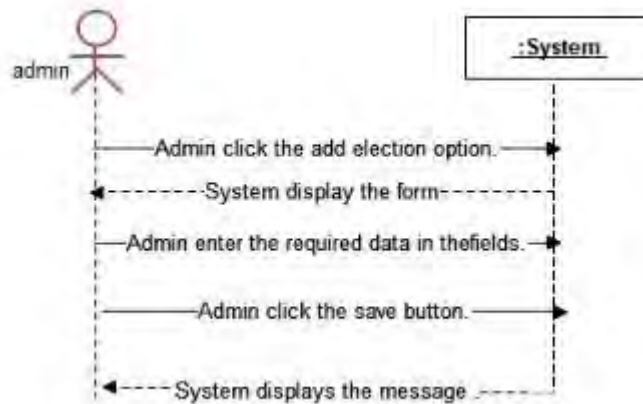 admin
:System
Admin click the add election option.
System display the form
Admin enter the required data in thefields.
Admin click the save button.
System displays the message .